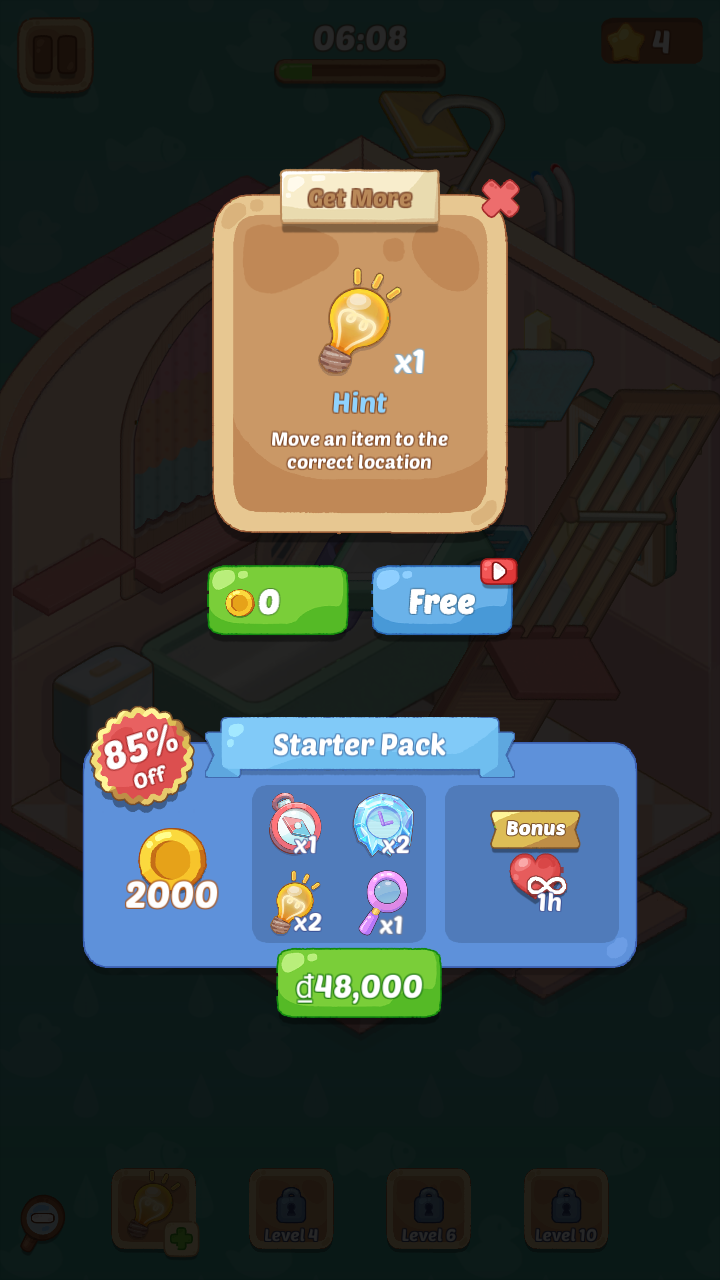 06:08
4
Get More
x1
Hint
Move an item to the
correct location
0
Free
85%
Off
Starter Pack
2000
x1
x2
x2
x1
Bonus
1h
₫48,000
Level 4
Level 6
Level 10